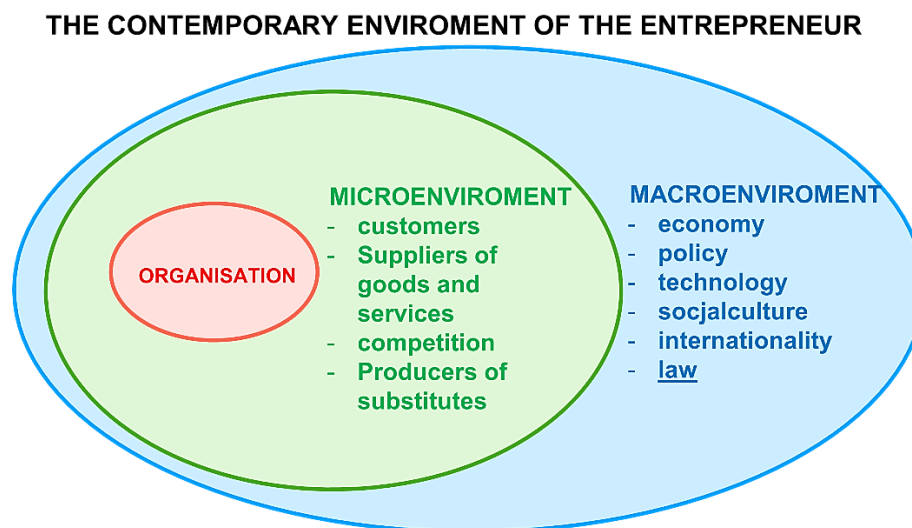 THE CONTEMPORARY ENVIROMENT OF THE ENTREPRENEUR
ORGANISATION
MICROENVIROMENT
- customers
- Suppliers of
goods and
services
- competition
- Producers of
substitutes
MACROENVIROMENT
- economy
- policy
- technology
- socjalculture
- internationality
- law